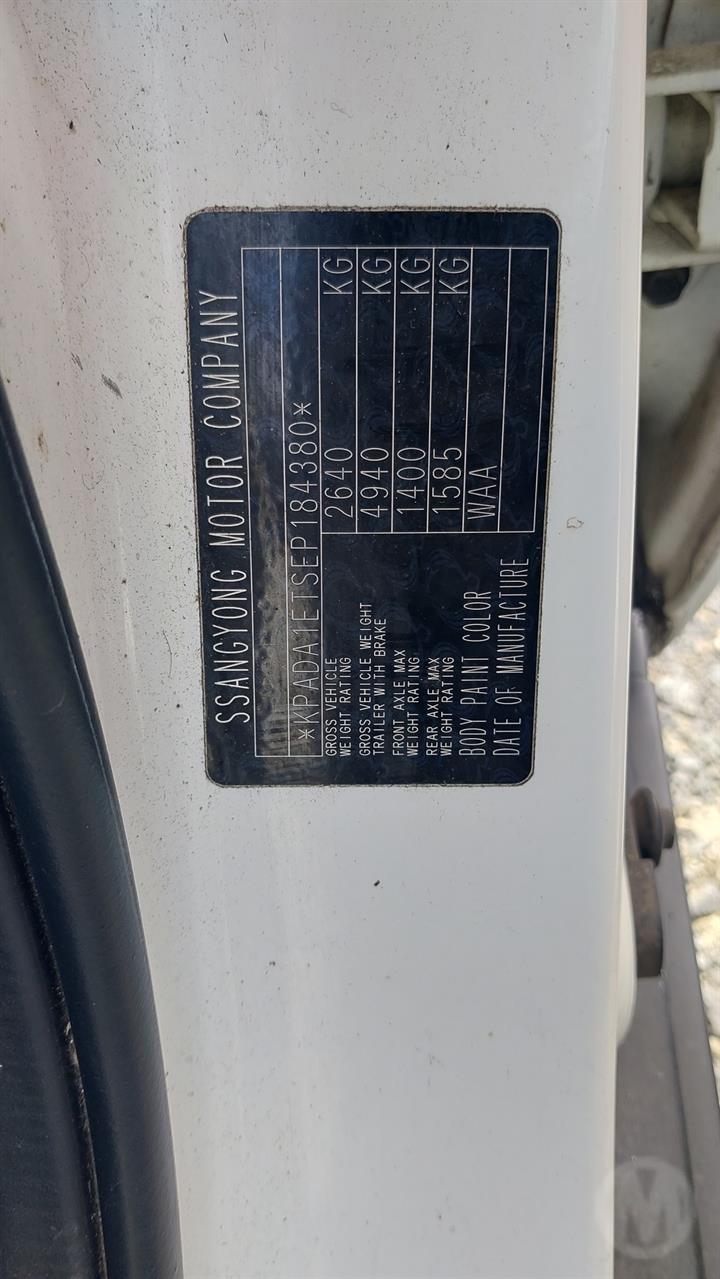 SSANGYONG MOTOR COMPANY
*KPADA1ETSEP184380*
GROSS VEHICLE
WEIGHT RATING 2640 KG
GROSS VEHICLE WEIGHT
TRAILER WITH BRAKE 4940 KG
FRONT AXLE MAX
WEIGHT RATING 1400 KG
REAR AXLE MAX
WEIGHT RATING 1585 KG
BODY PAINT COLOR WAA
DATE OF MANUFACTURE
M